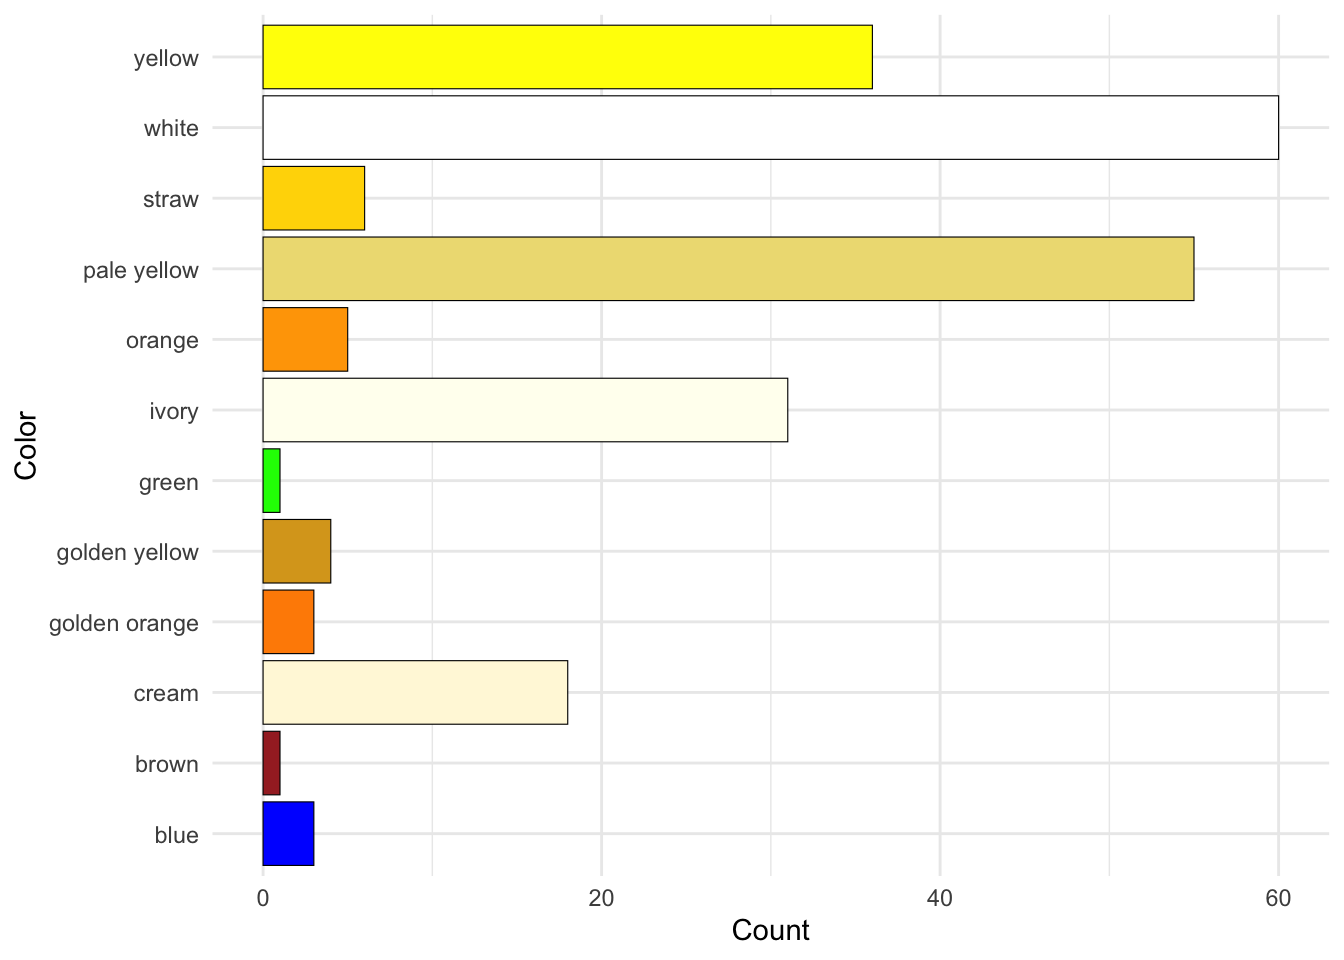 yellow
white
straw
pale yellow
orange
ivory
green
golden yellow
golden orange
cream
brown
blue
Color
0 20 40 60
Count